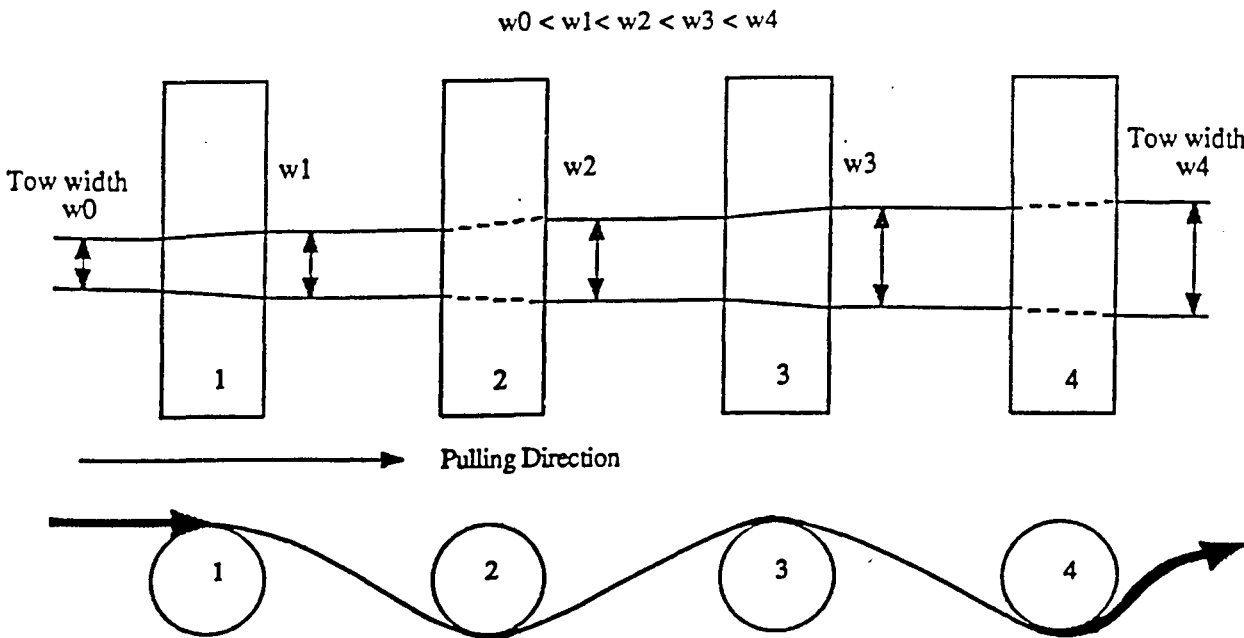 w0 < w1 < w2 < w3 < w4
Tow width
w0
w1
w2
w3
Tow width
w4
1
2
3
4
Pulling Direction
1
2
3
4